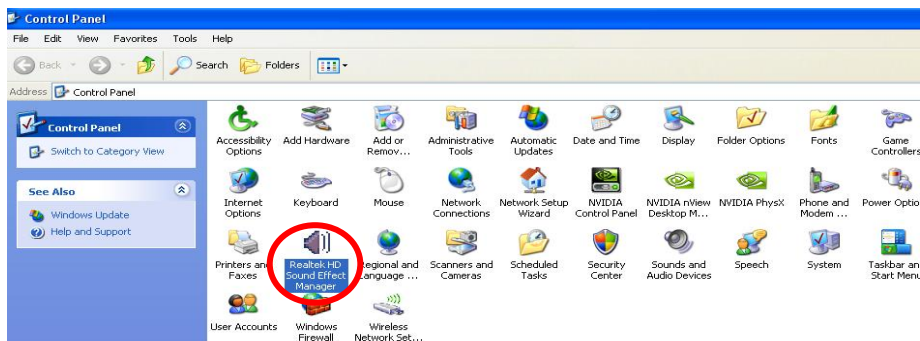 Control Panel
File Edit View Favorites Tools Help
Back Search Folders
Address Control Panel
Control Panel
Switch to Category View
See Also
Windows Update
Help and Support
Accessibility Options
Add Hardware
Add or Remov...
Administrative Tools
Automatic Updates
Date and Time
Display
Folder Options
Fonts
Game Controllers
Internet Options
Keyboard
Mouse
Network Connections
Network Setup Wizard
NVIDIA Control Panel
NVIDIA nView Desktop M...
NVIDIA PhysX
Phone and Modem ...
Power Optio
Printers and Faxes
Realtek HD Sound Effect Manager
Regional and Language ...
Scanners and Cameras
Scheduled Tasks
Security Center
Sounds and Audio Devices
Speech
System
Taskbar an
Start Menu
User Accounts
Windows Firewall
Wireless Network Set...